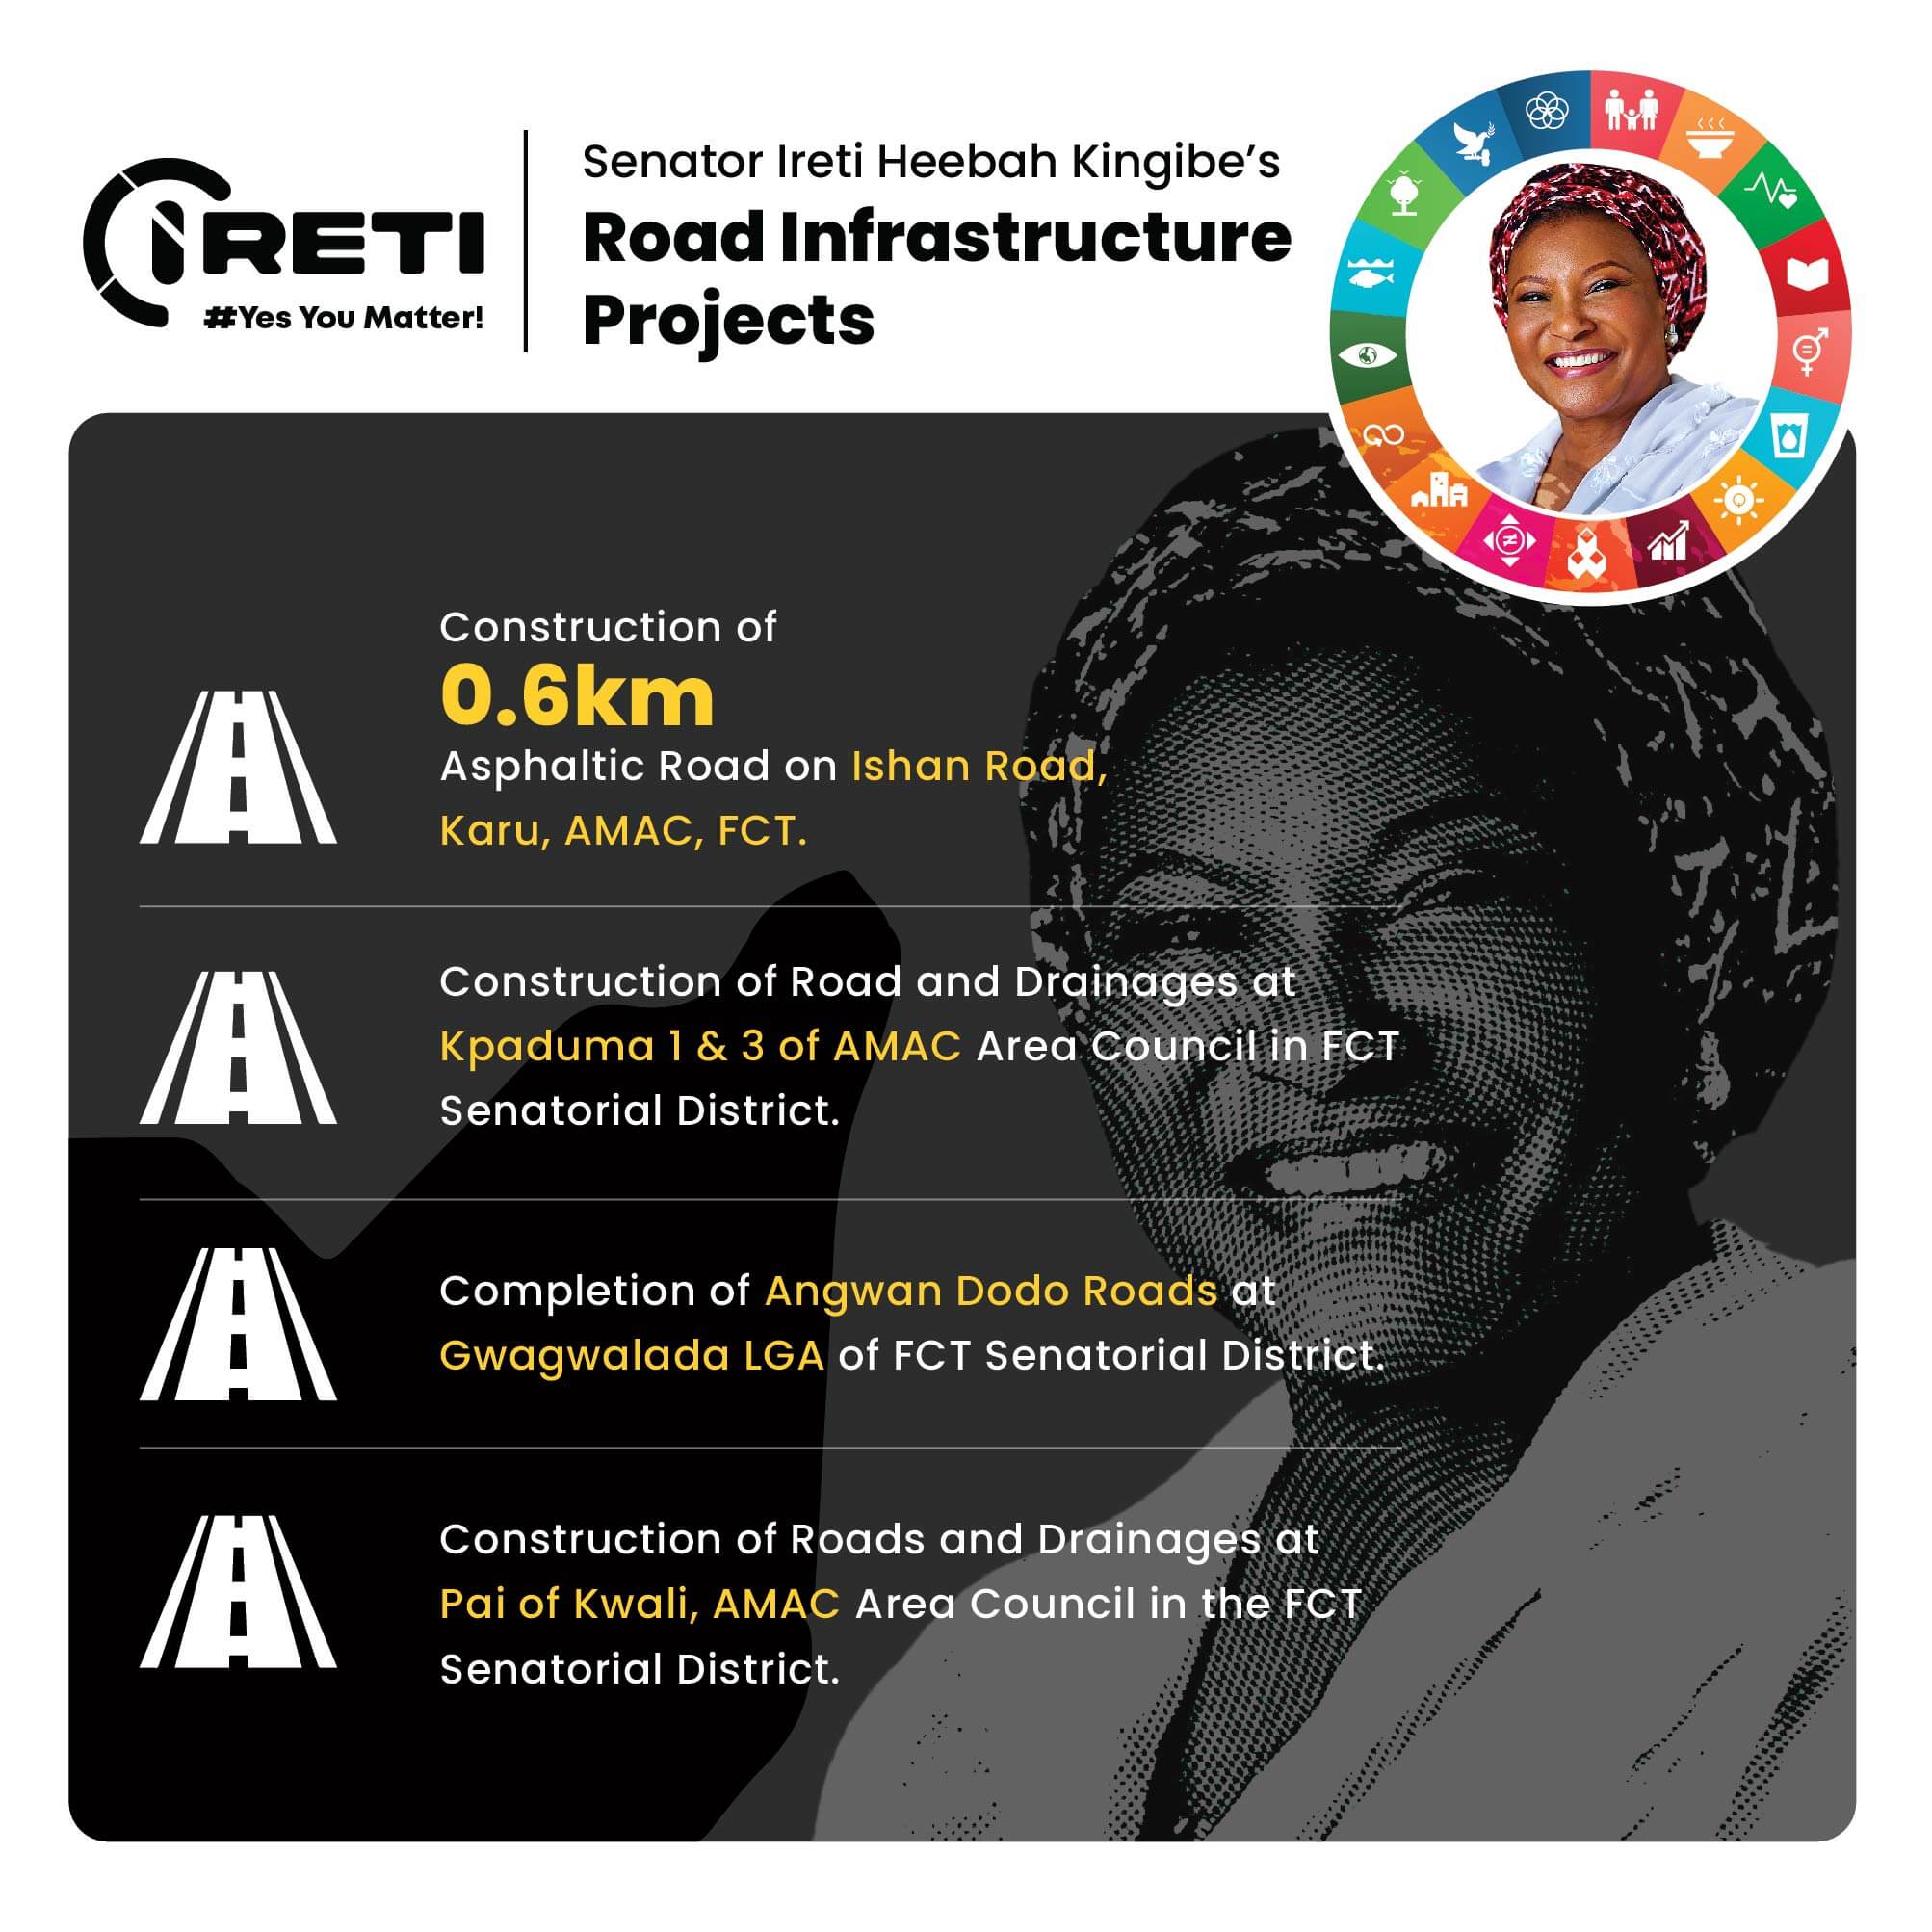 IRETI
#Yes You Matter!
Senator Ireti Heebah Kingibe’s
Road Infrastructure
Projects
Construction of
0.6km
Asphaltic Road on Ishan Road,
Karu, AMAC, FCT.
Construction of Road and Drainages at
Kpaduma 1 & 3 of AMAC Area Council in FCT
Senatorial District.
Completion of Angwan Dodo Roads at
Gwagwalada LGA of FCT Senatorial District.
Construction of Roads and Drainages at
Pai of Kwali, AMAC Area Council in the FCT
Senatorial District.